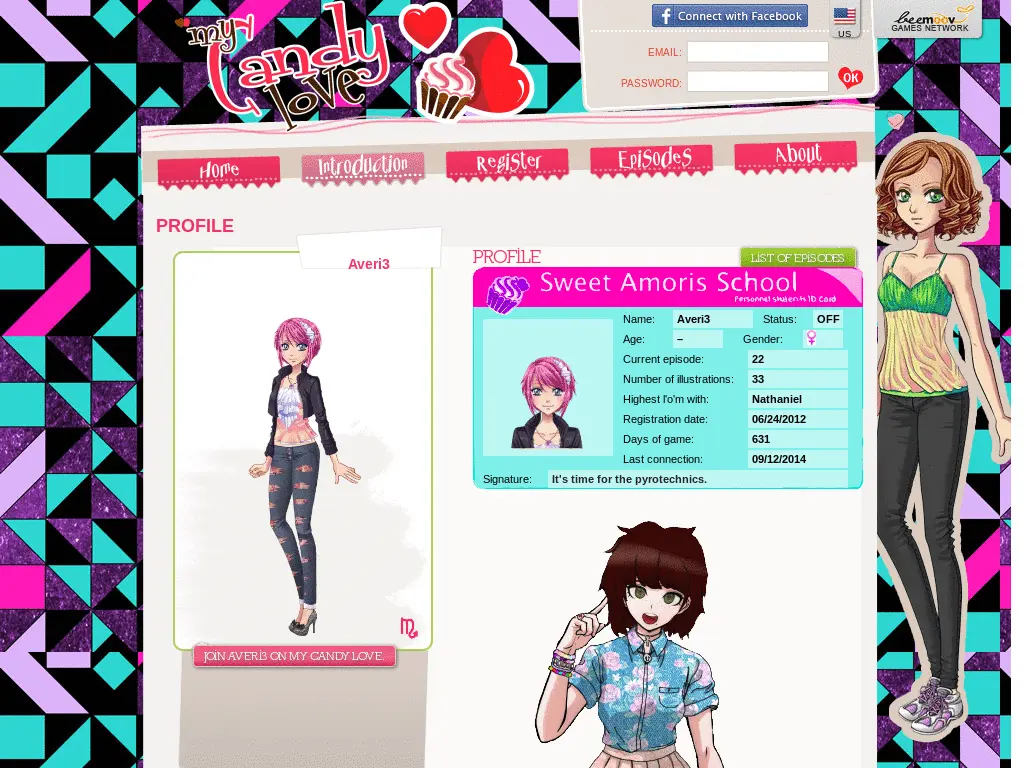 my
Candy
love
Connect with Facebook
US
beemoov
GAMES NETWORK
EMAIL:
PASSWORD:
OK
Home
Introduction
Register
EpiSodeS
About
PROFILE
Averi3
JOIN AVERI3 ON MY CANDY LOVE.
PROFILE
LIST OF EPISODES
Sweet Amoris School
Personnel students ID Card
Name: Averi3 Status: OFF
Age: – Gender: ♀
Current episode: 22
Number of illustrations: 33
Highest l'o'm with: Nathaniel
Registration date: 06/24/2012
Days of game: 631
Last connection: 09/12/2014
Signature: It's time for the pyrotechnics.